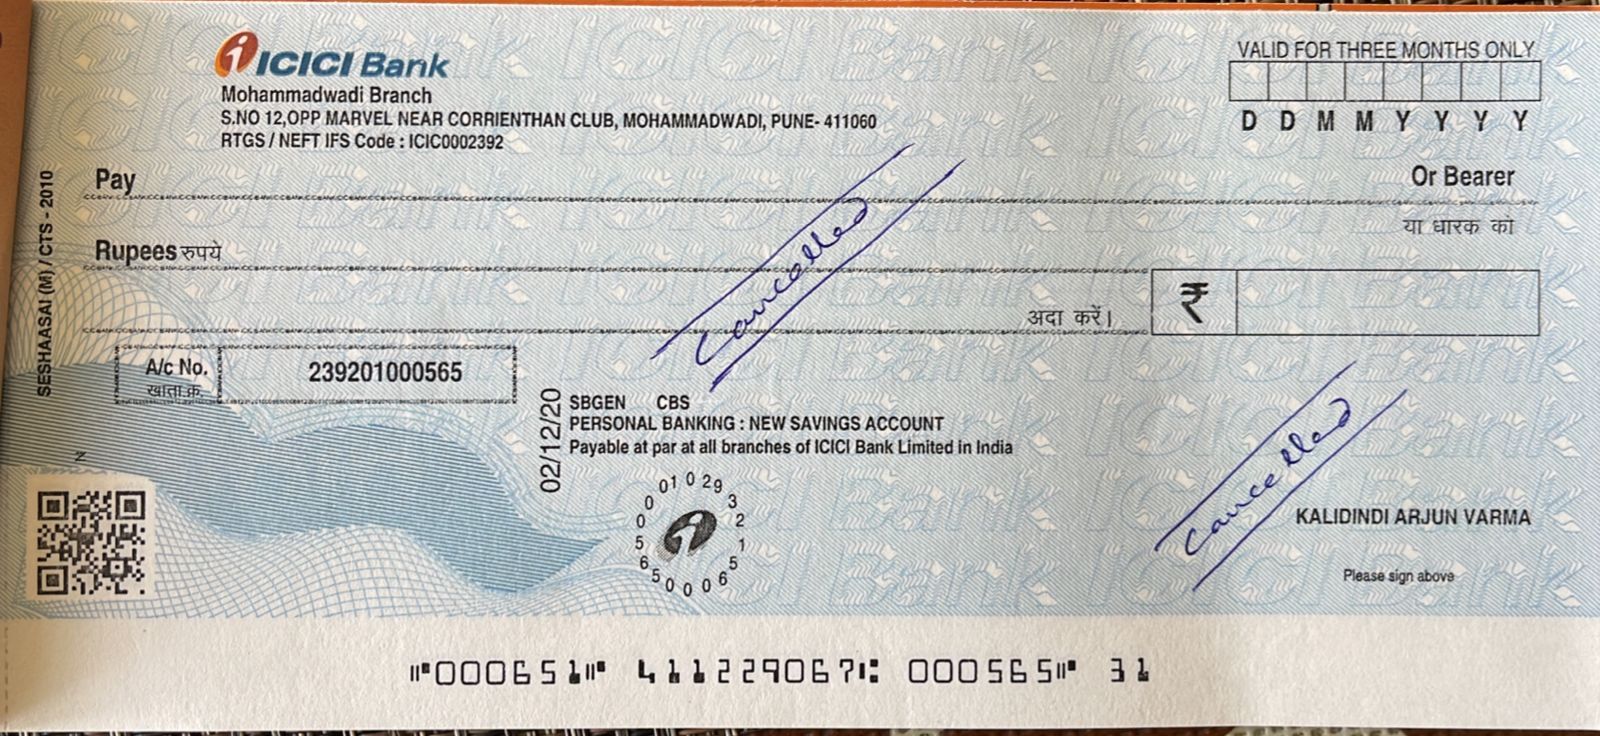 ICICI Bank
Mohammadwadi Branch
S.NO 12,OPP MARVEL NEAR CORRIENTHAN CLUB, MOHAMMADWADI, PUNE- 411060
RTGS / NEFT IFS Code : ICIC0002392
VALID FOR THREE MONTHS ONLY
D D M M Y Y Y Y
Pay
Or Bearer
या धारक को
Rupees रुपये
Cancelled
अदा करें।
₹
A/c No. 239201000565
खाता क्र.
SESHAASAI (M) / CTS - 2010
02/12/20
SBGEN CBS
PERSONAL BANKING : NEW SAVINGS ACCOUNT
Payable at par at all branches of ICICI Bank Limited in India
Cancelled
KALIDINDI ARJUN VARMA
Please sign above
⑈000651⑈ 411229067⑆ 000565⑈ 31